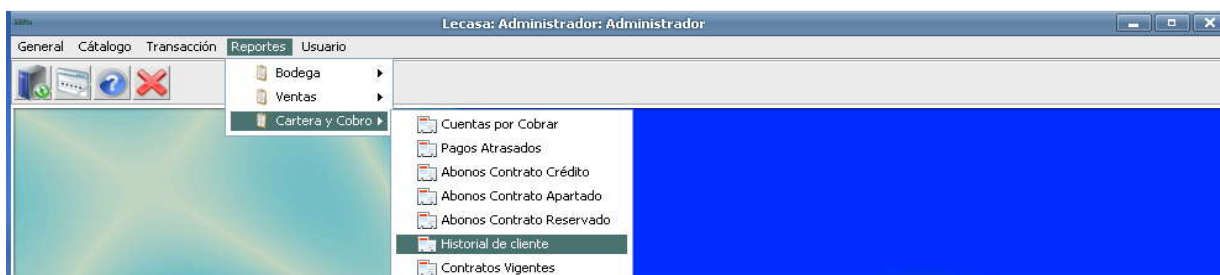 Lecasa: Administrador: Administrador
General Cátalogo Transacción Reportes Usuario
Bodega
Ventas
Cartera y Cobro
Cuentas por Cobrar
Pagos Atrasados
Abonos Contrato Crédito
Abonos Contrato Apartado
Abonos Contrato Reservado
Historial de cliente
Contratos Vigentes